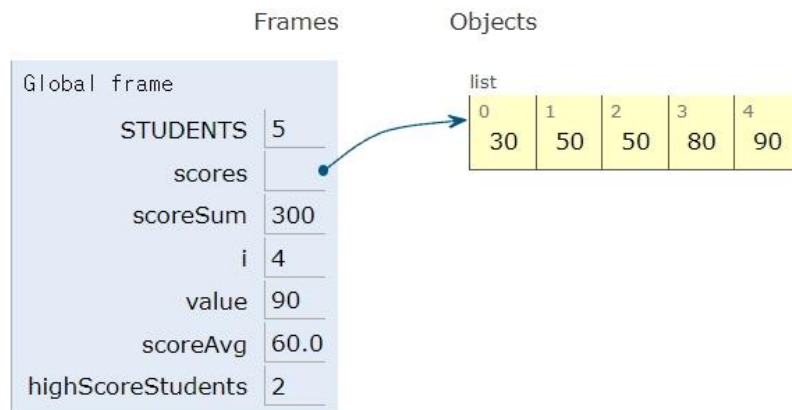 Frames Objects
Global frame
STUDENTS 5
scores
scoreSum 300
i 4
value 90
scoreAvg 60.0
highScoreStudents 2
list
0 1 2 3 4
30 50 50 80 90